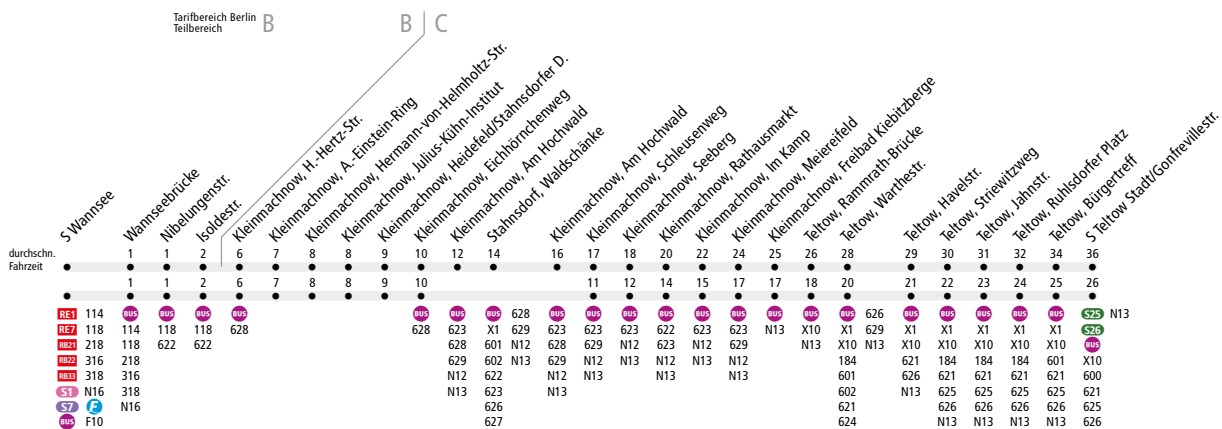 Tarifbereich Berlin
Teilbereich
B B C
S Wannsee
Wannseebrücke
Nibelungenstr.
Isoldestr.
Kleinmachnow, H.-Hertz-Str.
Kleinmachnow, A.-Einstein-Ring
Kleinmachnow, Hermann-von-Helmholtz-Str.
Kleinmachnow, Julius-Kühn-Institut
Kleinmachnow, Heidefeld/Stahnsdorfer D.
Kleinmachnow, Eichhörnchenweg
Kleinmachnow, Am Hochwald
Stahnsdorf, Waldschänke
Kleinmachnow, Am Hochwald
Kleinmachnow, Schleusenweg
Kleinmachnow, Seeberg
Kleinmachnow, Rathausmarkt
Kleinmachnow, Im Kamp
Kleinmachnow, Meiereifeld
Kleinmachnow, Freibad Kiebitzberge
Teltow, Rammrath-Brücke
Teltow, Warthestr.
Teltow, Havelstr.
Teltow, Striewitzweg
Teltow, Jahnstr.
Teltow, Ruhlsdorfer Platz
Teltow, Bürgertreff
S Teltow Stadt/Gonfrevillestr.
durchschn. 1 1 2 6 7 8 8 9 10 12 14 16 17 18 20 22 24 25 26 28 29 30 31 32 34 36
Fahrzeit
1 1 2 6 7 8 8 9 10 11 12 14 15 17 17 18 20 21 22 23 24 25 26
RE1 114 BUS BUS BUS BUS BUS BUS BUS 628 BUS BUS BUS BUS BUS BUS BUS BUS BUS 626 BUS BUS BUS BUS BUS S25 N13
RE7 118 114 118 118 628 628 623 X1 629 623 623 623 622 629 623 N13 X10 X1 629 X1 X1 X1 X1 X1 S26
RB21 218 118 622 622 628 601 N12 628 629 N12 623 N12 629 N13 X10 N13 X10 X10 X10 X10 X10 BUS
RB22 316 218 629 602 N13 629 N12 N13 629 N13 N12 184 621 184 184 184 601 X10
RB33 318 316 N12 622 N12 N13 N12 N13 601 626 621 621 621 621 600
S1 N16 318 N13 623 N13 N13 602 N13 625 625 625 625 621
S7 F N16 626 621 626 626 626 626 625
BUS F10 627 624 N13 N13 N13 N13 626